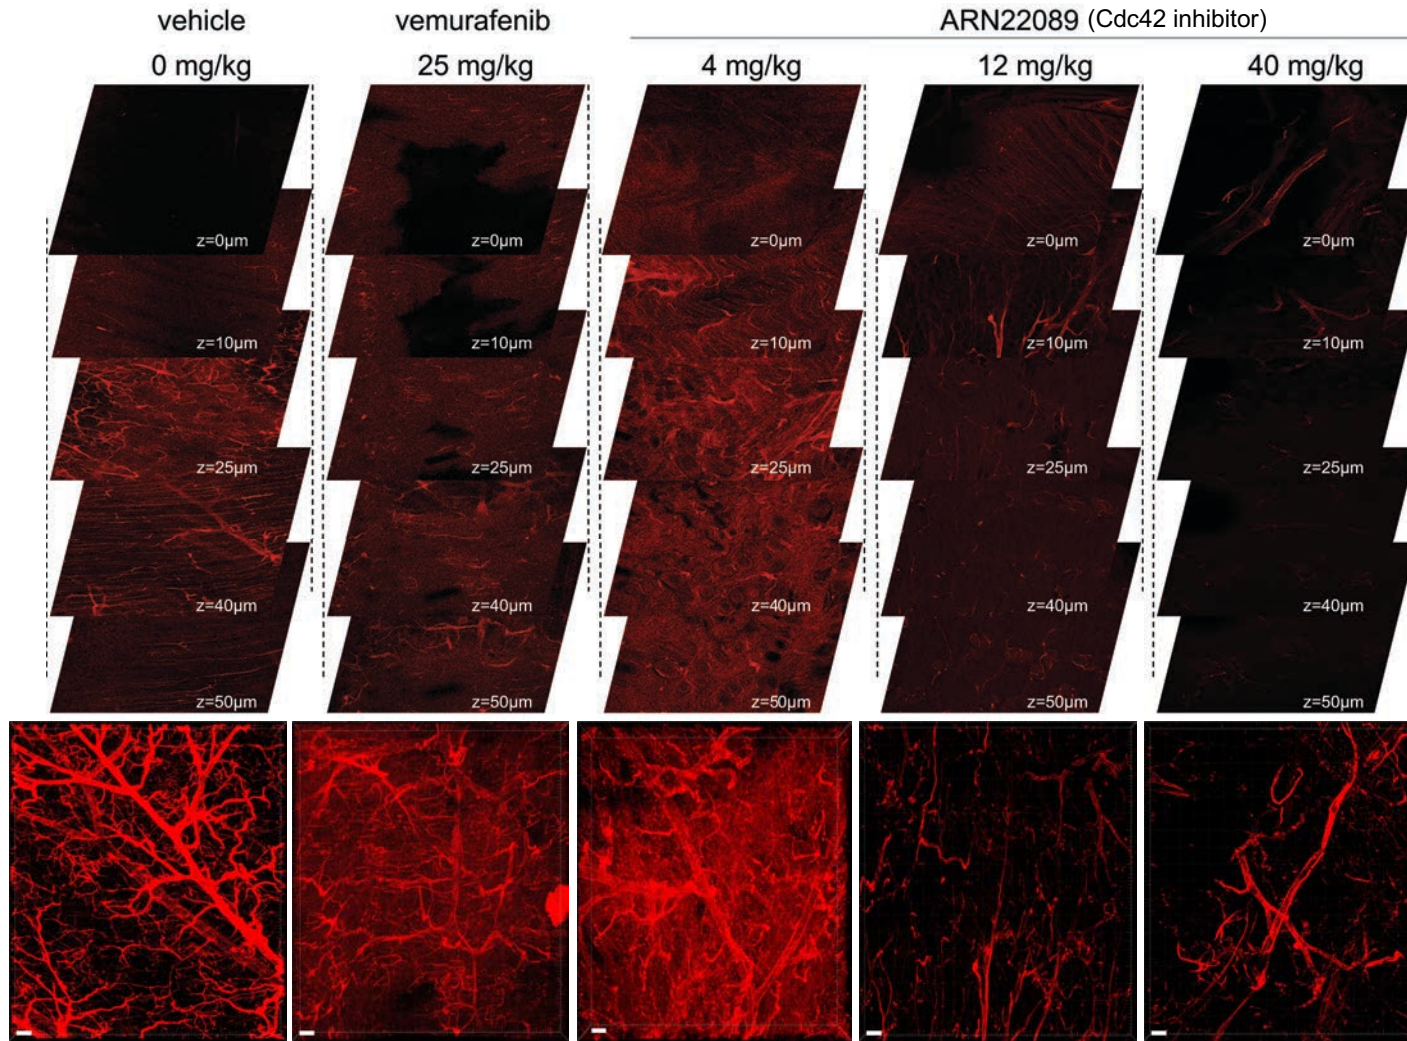 vehicle vemurafenib ARN22089 (Cdc42 inhibitor)
0 mg/kg 25 mg/kg 4 mg/kg 12 mg/kg 40 mg/kg
z=0µm z=0µm z=0µm z=0µm z=0µm
z=10µm z=10µm z=10µm z=10µm z=10µm
z=25µm z=25µm z=25µm z=25µm z=25µm
z=40µm z=40µm z=40µm z=40µm z=40µm
z=50µm z=50µm z=50µm z=50µm z=50µm